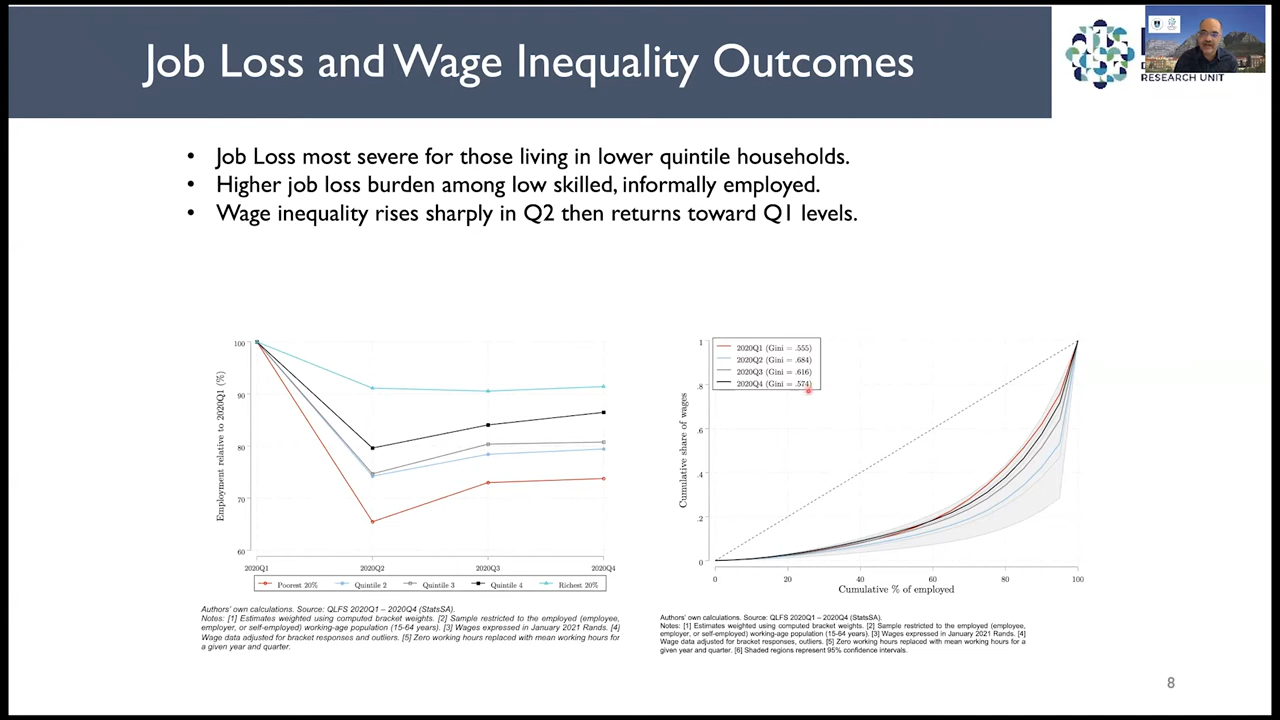 Job Loss and Wage Inequality Outcomes
RESEARCH UNIT
• Job Loss most severe for those living in lower quintile households.
• Higher job loss burden among low skilled, informally employed.
• Wage inequality rises sharply in Q2 then returns toward Q1 levels.
Employment relative to 2020Q1 (%)
100
90
80
70
60
2020Q1 2020Q2 2020Q3 2020Q4
Poorest 20% Quintile 2 Quintile 3 Quintile 4 Richest 20%
Authors' own calculations. Source: QLFS 2020Q1 – 2020Q4 (StatsSA).
Notes: [1] Estimates weighted using computed bracket weights. [2] Sample restricted to the employed (employee,
employer, or self-employed) working-age population (15-64 years). [3] Wages expressed in January 2021 Rands. [4]
Wage data adjusted for bracket responses and outliers. [5] Zero working hours replaced with mean working hours for
a given year and quarter.
2020Q1 (Gini = .555)
2020Q2 (Gini = .684)
2020Q3 (Gini = .616)
2020Q4 (Gini = .574)
Cumulative share of wages
1
.8
.6
.4
.2
0
0 20 40 60 80 100
Cumulative % of employed
Authors' own calculations. Source: QLFS 2020Q1 – 2020Q4 (StatsSA).
Notes: [1] Estimates weighted using computed bracket weights. [2] Sample restricted to the employed (employee,
employer, or self-employed) working-age population (15-64 years). [3] Wages expressed in January 2021 Rands. [4]
Wage data adjusted for bracket responses, outliers. [5] Zero working hours replaced with mean working hours for a
given year and quarter. [6] Shaded regions represent 95% confidence intervals.
8